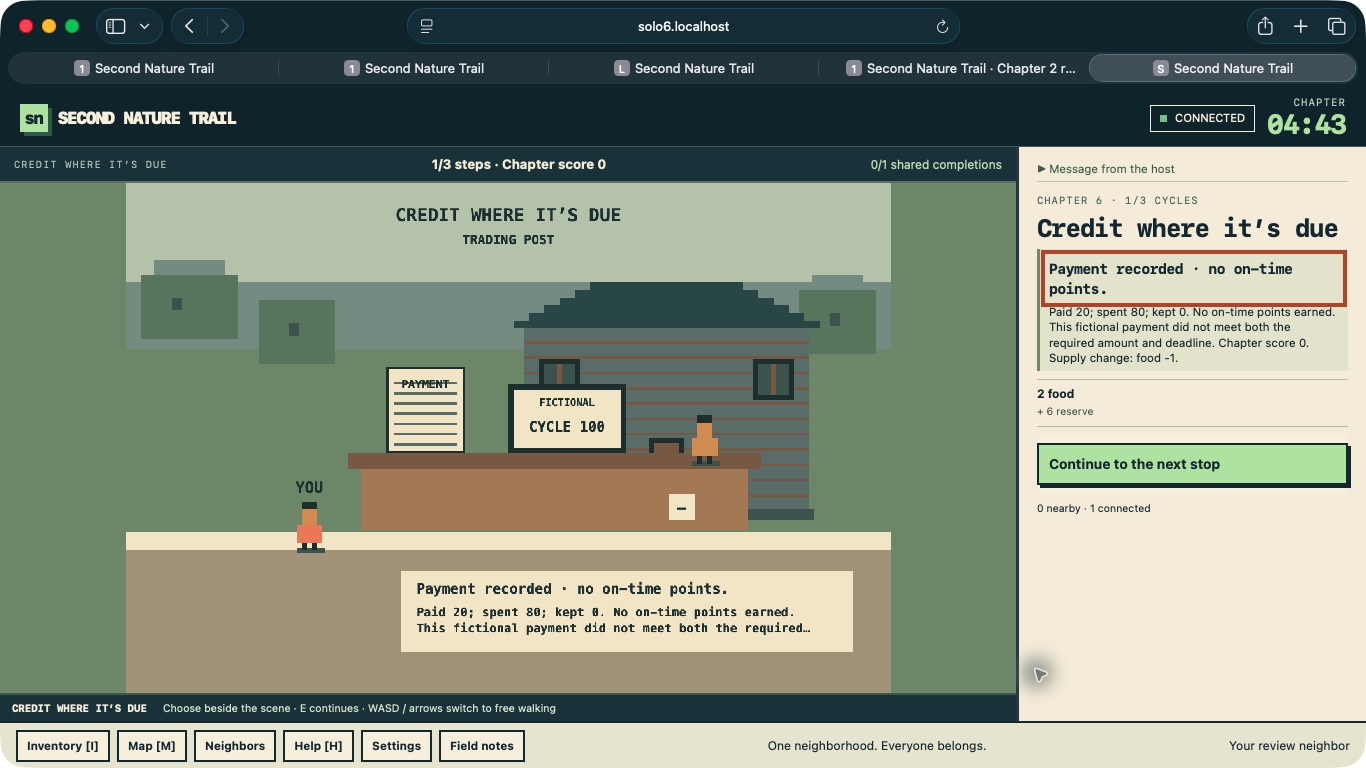 solo6.localhost
1 Second Nature Trail
1 Second Nature Trail
L Second Nature Trail
1 Second Nature Trail · Chapter 2 r...
S Second Nature Trail
sn SECOND NATURE TRAIL
CONNECTED
CHAPTER
04:43
CREDIT WHERE IT'S DUE
1/3 steps · Chapter score 0
0/1 shared completions
CREDIT WHERE IT'S DUE
TRADING POST
PAYMENT
FICTIONAL
CYCLE 100
YOU
–
Payment recorded · no on-time points.
Paid 20; spent 80; kept 0. No on-time points earned.
This fictional payment did not meet both the required…
CREDIT WHERE IT'S DUE
Choose beside the scene · E continues · WASD / arrows switch to free walking
▶ Message from the host
CHAPTER 6 · 1/3 CYCLES
Credit where it's due
Payment recorded · no on-time
points.
Paid 20; spent 80; kept 0. No on-time points earned.
This fictional payment did not meet both the
required amount and deadline. Chapter score 0.
Supply change: food -1.
2 food
+ 6 reserve
Continue to the next stop
0 nearby · 1 connected
Inventory [I]
Map [M]
Neighbors
Help [H]
Settings
Field notes
One neighborhood. Everyone belongs.
Your review neighbor